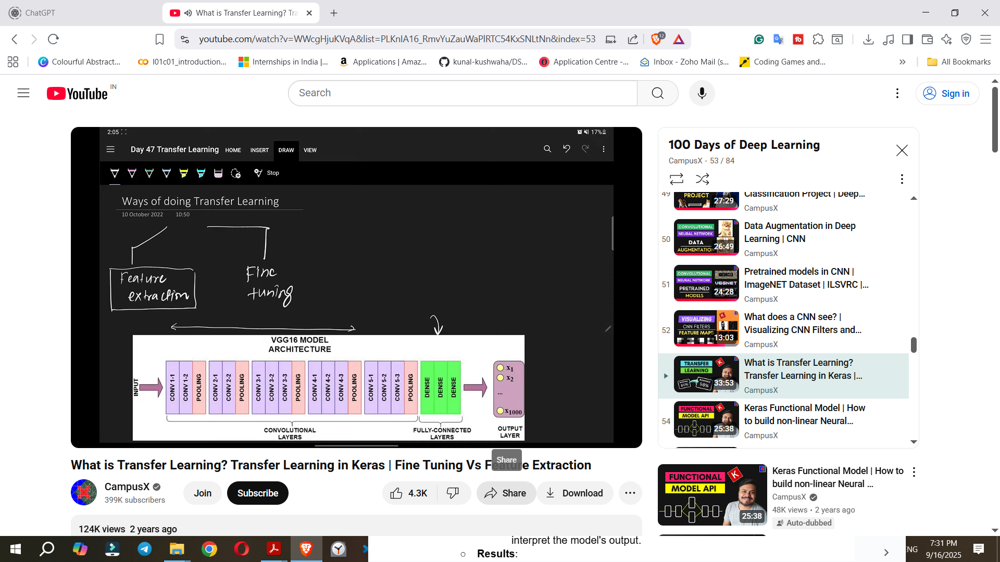 ChatGPT
What is Transfer Learning? Tra
youtube.com/watch?v=WWcgHjuKVqA&list=PLKnIA16_RmvYuZauWaPlRTC54KxSNLtNn&index=53
12
Colourful Abstract...
l01c01_introduction...
Internships in India |...
Applications | Amaz...
kunal-kushwaha/DS...
Application Centre -...
Inbox - Zoho Mail (s...
Coding Games and...
All Bookmarks
YouTube IN
Search
Sign in
2:05
17%
Day 47 Transfer Learning HOME INSERT DRAW VIEW
Stop
Ways of doing Transfer Learning
10 October 2022 10:50
Feature
extraction
Fine
tuning
VGG16 MODEL
ARCHITECTURE
INPUT
CONV 1-1 CONV 1-2 POOLING CONV 2-1 CONV 2-2 POOLING CONV 3-1 CONV 3-2 CONV 3-3 POOLING CONV 4-1 CONV 4-2 CONV 4-3 POOLING CONV 5-1 CONV 5-2 CONV 5-3 POOLING DENSE DENSE DENSE
x1
x2
...
x1000
CONVOLUTIONAL
LAYERS
FULLY-CONNECTED
LAYERS
OUTPUT
LAYER
100 Days of Deep Learning
CampusX - 53 / 84
49
PROJECT
27:29
Classification Project | Deep...
CampusX
50
CONVOLUTIONAL
NEURAL NETWORK
DATA
AUGMENTATION
26:49
Data Augmentation in Deep
Learning | CNN
CampusX
51
CONVOLUTIONAL
NEURAL NETWORK
PRETRAINED
MODELS
VGGNET
24:28
Pretrained models in CNN |
ImageNET Dataset | ILSVRC |...
CampusX
52
VISUALIZING
CNN FILTERS
FEATURE MAPS
K
13:03
What does a CNN see? |
Visualizing CNN Filters and...
CampusX
TRANSFER
LEARNING
K
80%
98%
33:53
What is Transfer Learning?
Transfer Learning in Keras |...
CampusX
54
FUNCTIONAL
MODEL API
K
25:38
Keras Functional Model | How
to build non-linear Neural...
CampusX
Share
What is Transfer Learning? Transfer Learning in Keras | Fine Tuning Vs Feature Extraction
CampusX
399K subscribers
Join
Subscribe
4.3K
Share
Download
124K views 2 years ago
FUNCTIONAL
MODEL API
K
25:38
Keras Functional Model | How to
build non-linear Neural ...
CampusX
48K views • 2 years ago
Auto-dubbed
interpret the model's output.
Results:
ENG
7:31 PM
9/16/2025